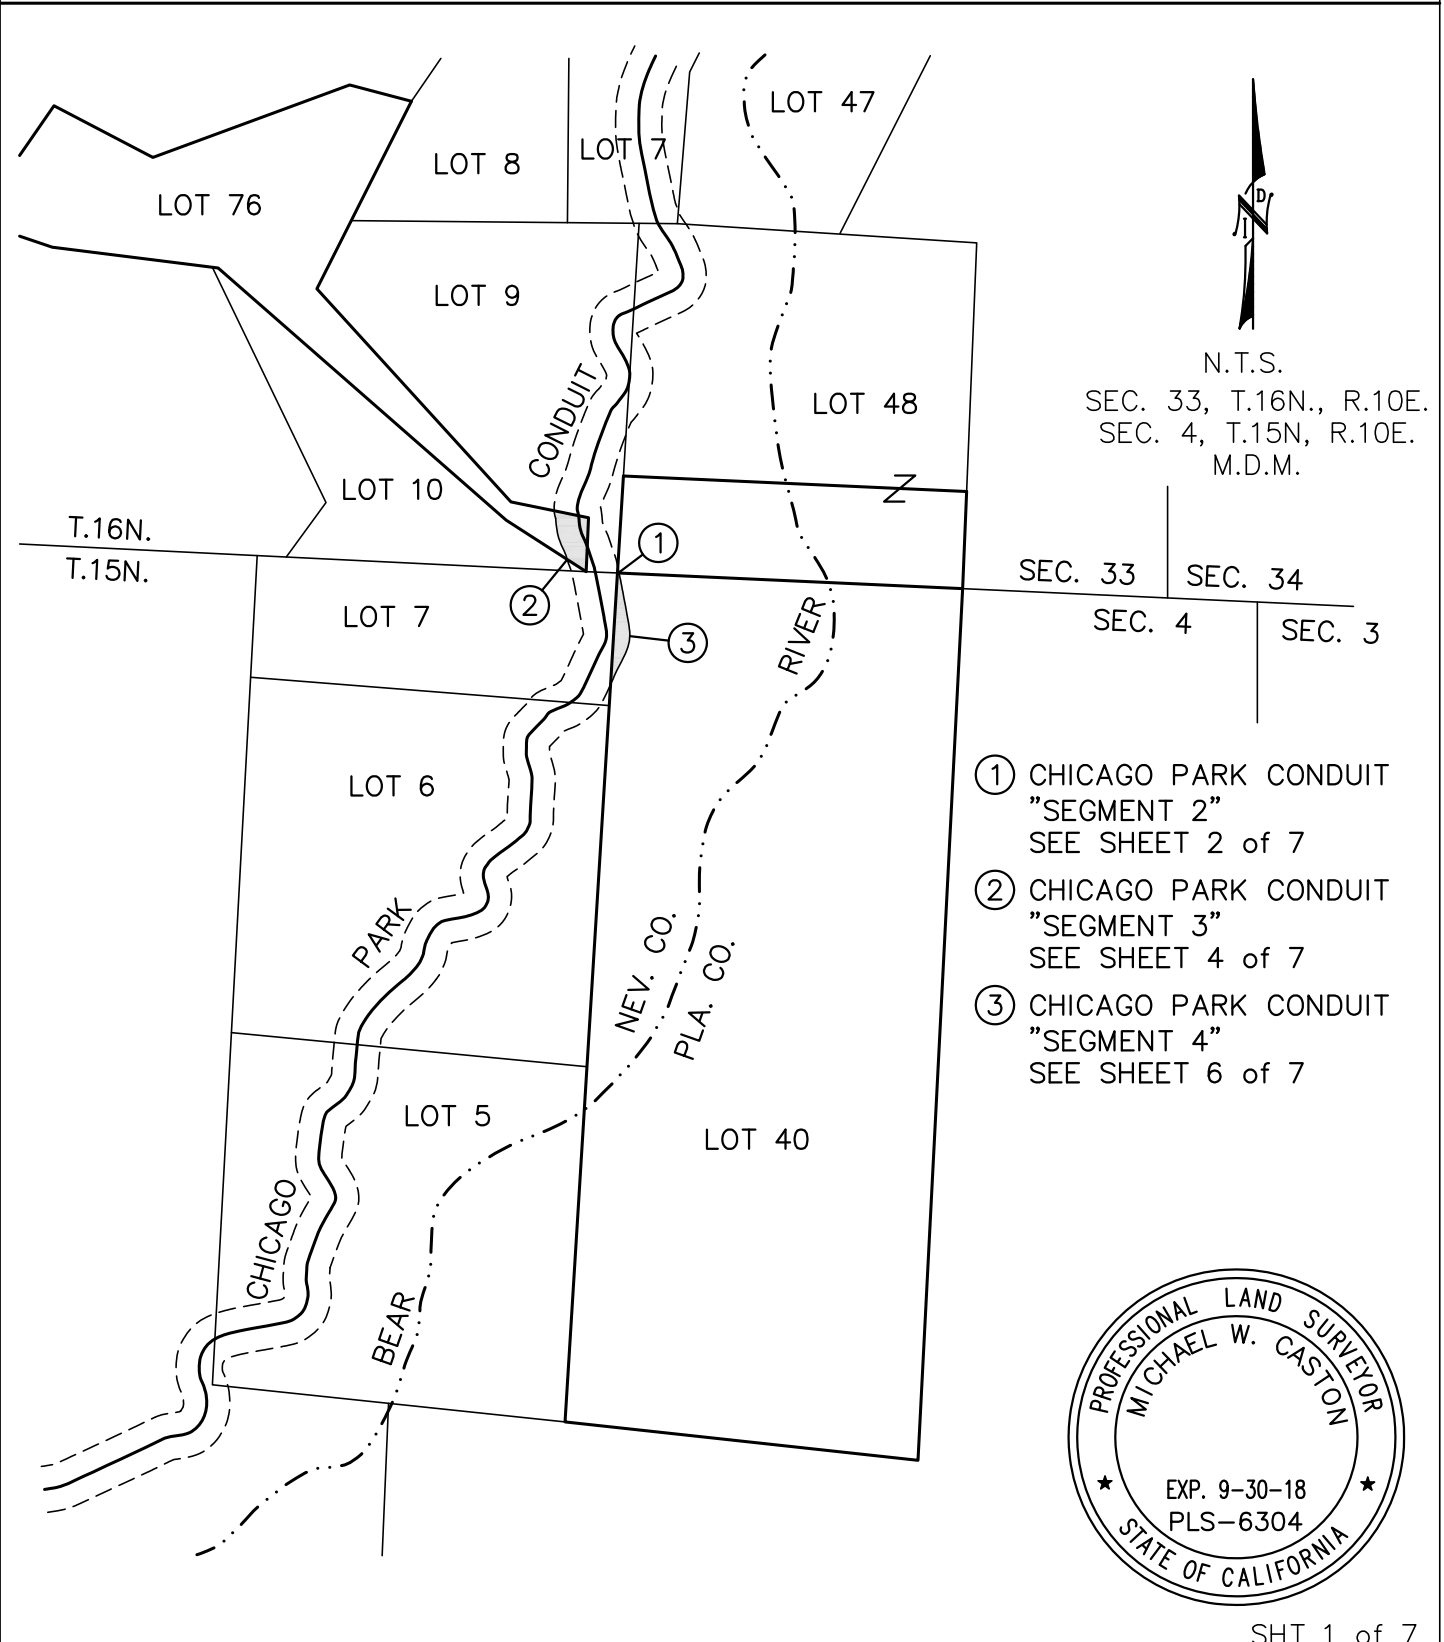 LOT 47
LOT 8
LOT 7
LOT 76
D
N
I
LOT 9
N.T.S.
SEC. 33, T.16N., R.10E.
SEC. 4, T.15N, R.10E.
M.D.M.
LOT 48
CONDUIT
LOT 10
T.16N.
T.15N.
1
SEC. 33
SEC. 34
2
LOT 7
SEC. 4
SEC. 3
3
RIVER
LOT 6
1 CHICAGO PARK CONDUIT
"SEGMENT 2"
SEE SHEET 2 of 7
2 CHICAGO PARK CONDUIT
"SEGMENT 3"
SEE SHEET 4 of 7
3 CHICAGO PARK CONDUIT
"SEGMENT 4"
SEE SHEET 6 of 7
PARK
NEV. CO.
PLA. CO.
LOT 5
LOT 40
CHICAGO
BEAR
PROFESSIONAL LAND SURVEYOR
MICHAEL W. CASTON
EXP. 9-30-18
PLS-6304
STATE OF CALIFORNIA
SHT 1 of 7